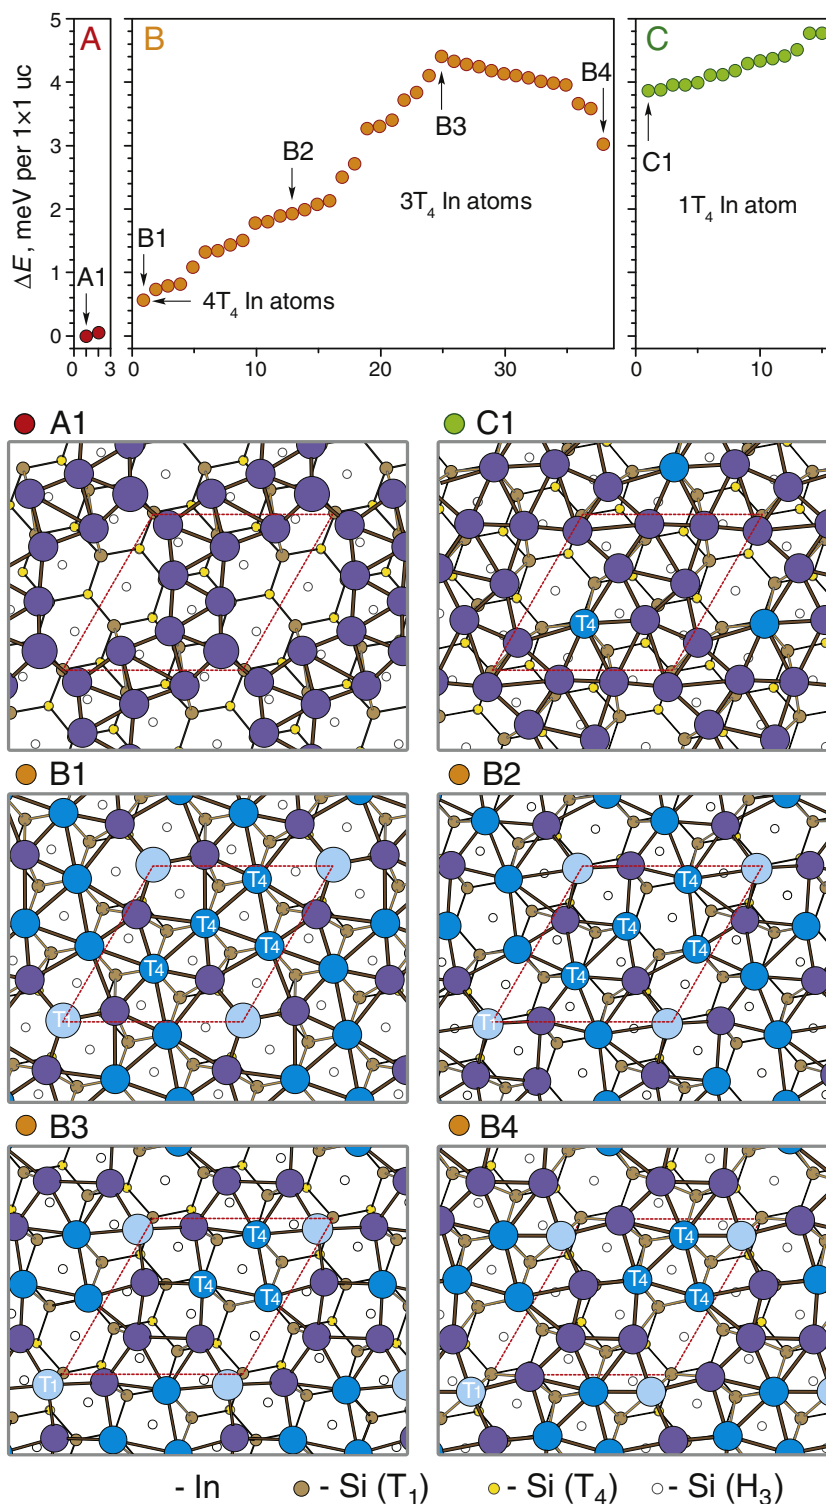 A B C
5
4
3
2
1
0
ΔE, meV per 1×1 uc
A1
B1
B2
B3
B4
C1
4T₄ In atoms
3T₄ In atoms
1T₄ In atom
0 3 0 10 20 30 0 10
A1 C1
T₄
B1 B2
T₄ T₄
T₄ T₄
T₄ T₄
T₄ T₄
T₁ T₁
B3 B4
T₄ T₄
T₄ T₄
T₄ T₄
T₁ T₁
- In - Si (T₁) - Si (T₄) - Si (H₃)